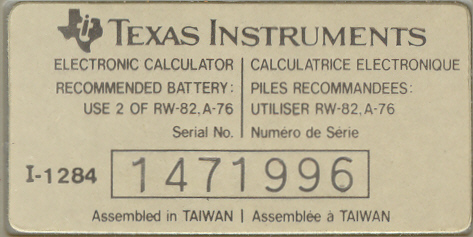 TEXAS INSTRUMENTS
ELECTRONIC CALCULATOR | CALCULATRICE ELECTRONIQUE
RECOMMENDED BATTERY: | PILES RECOMMANDEES:
USE 2 OF RW-82, A-76 | UTILISER RW-82, A-76
Serial No. | Numéro de Série
I-1284 1471996
Assembled in TAIWAN | Assemblée à TAIWAN